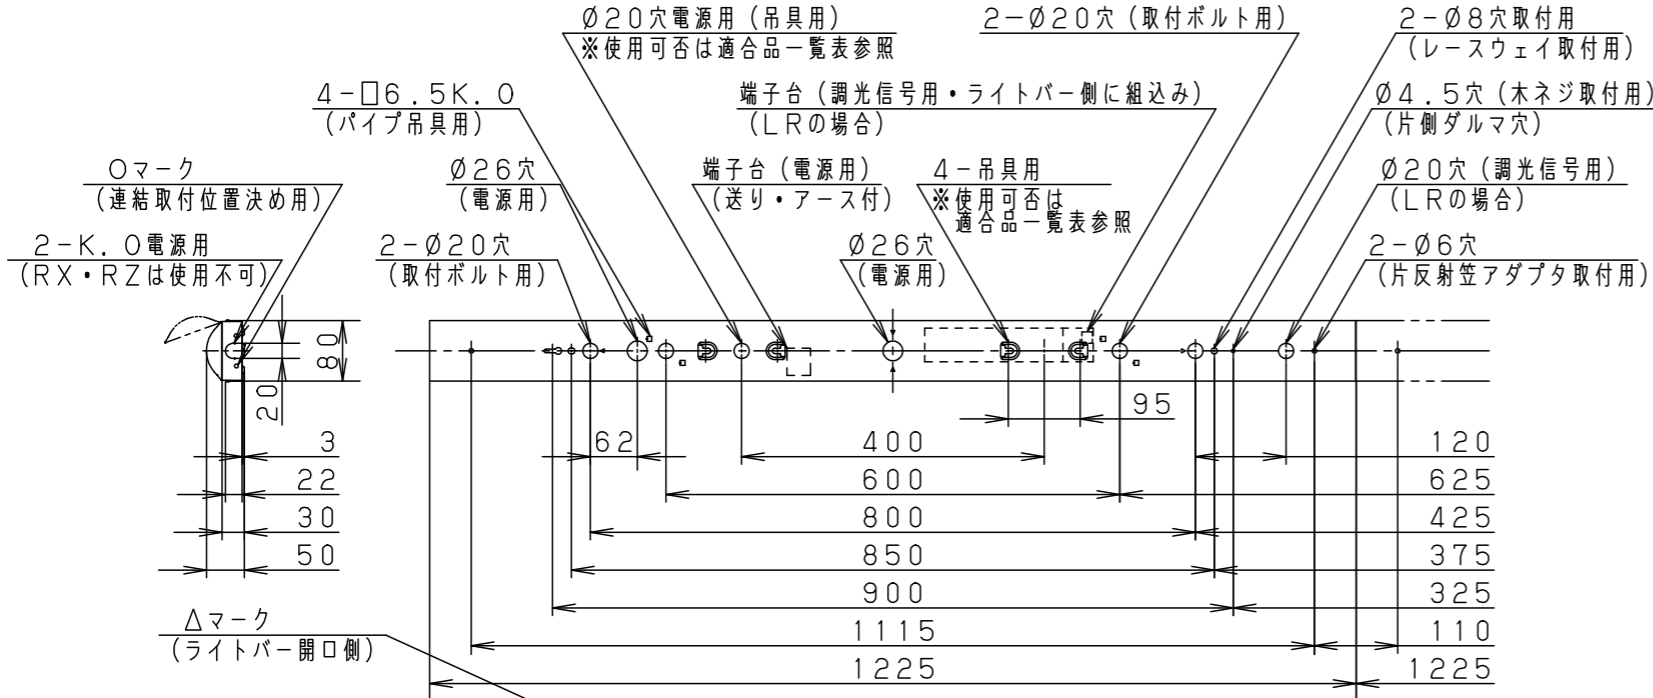 Ø20穴電源用（吊具用）
※使用可否は適合品一覧表参照
2-Ø20穴（取付ボルト用）
2-Ø8穴取付用
（レースウェイ取付用）
4-□6.5K.O
（パイプ吊具用）
端子台（調光信号用・ライトバー側に組込み）
（LRの場合）
Ø4.5穴（木ネジ取付用）
（片側ダルマ穴）
Oマーク
（連結取付位置決め用）
Ø26穴
（電源用）
端子台（電源用）
（送り・アース付）
4-吊具用
※使用可否は
適合品一覧表参照
Ø20穴（調光信号用）
（LRの場合）
2-K.O電源用
（RX・RZは使用不可）
2-Ø20穴
（取付ボルト用）
Ø26穴
（電源用）
2-Ø6穴
（片反射笠アダプタ取付用）
80
20
95
3
62
400
120
22
600
625
30
800
425
50
850
375
900
325
△マーク
（ライトバー開口側）
1115
110
1225
1225